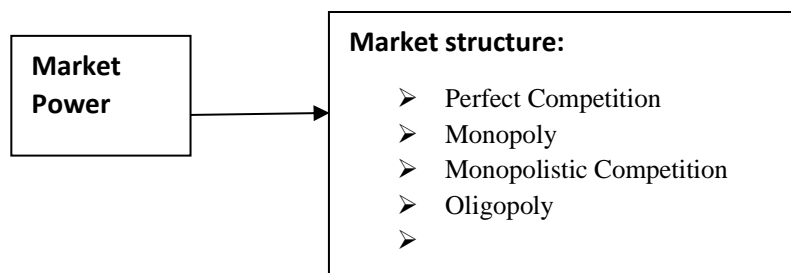 Market
Power
Market structure:
➢ Perfect Competition
➢ Monopoly
➢ Monopolistic Competition
➢ Oligopoly
➢